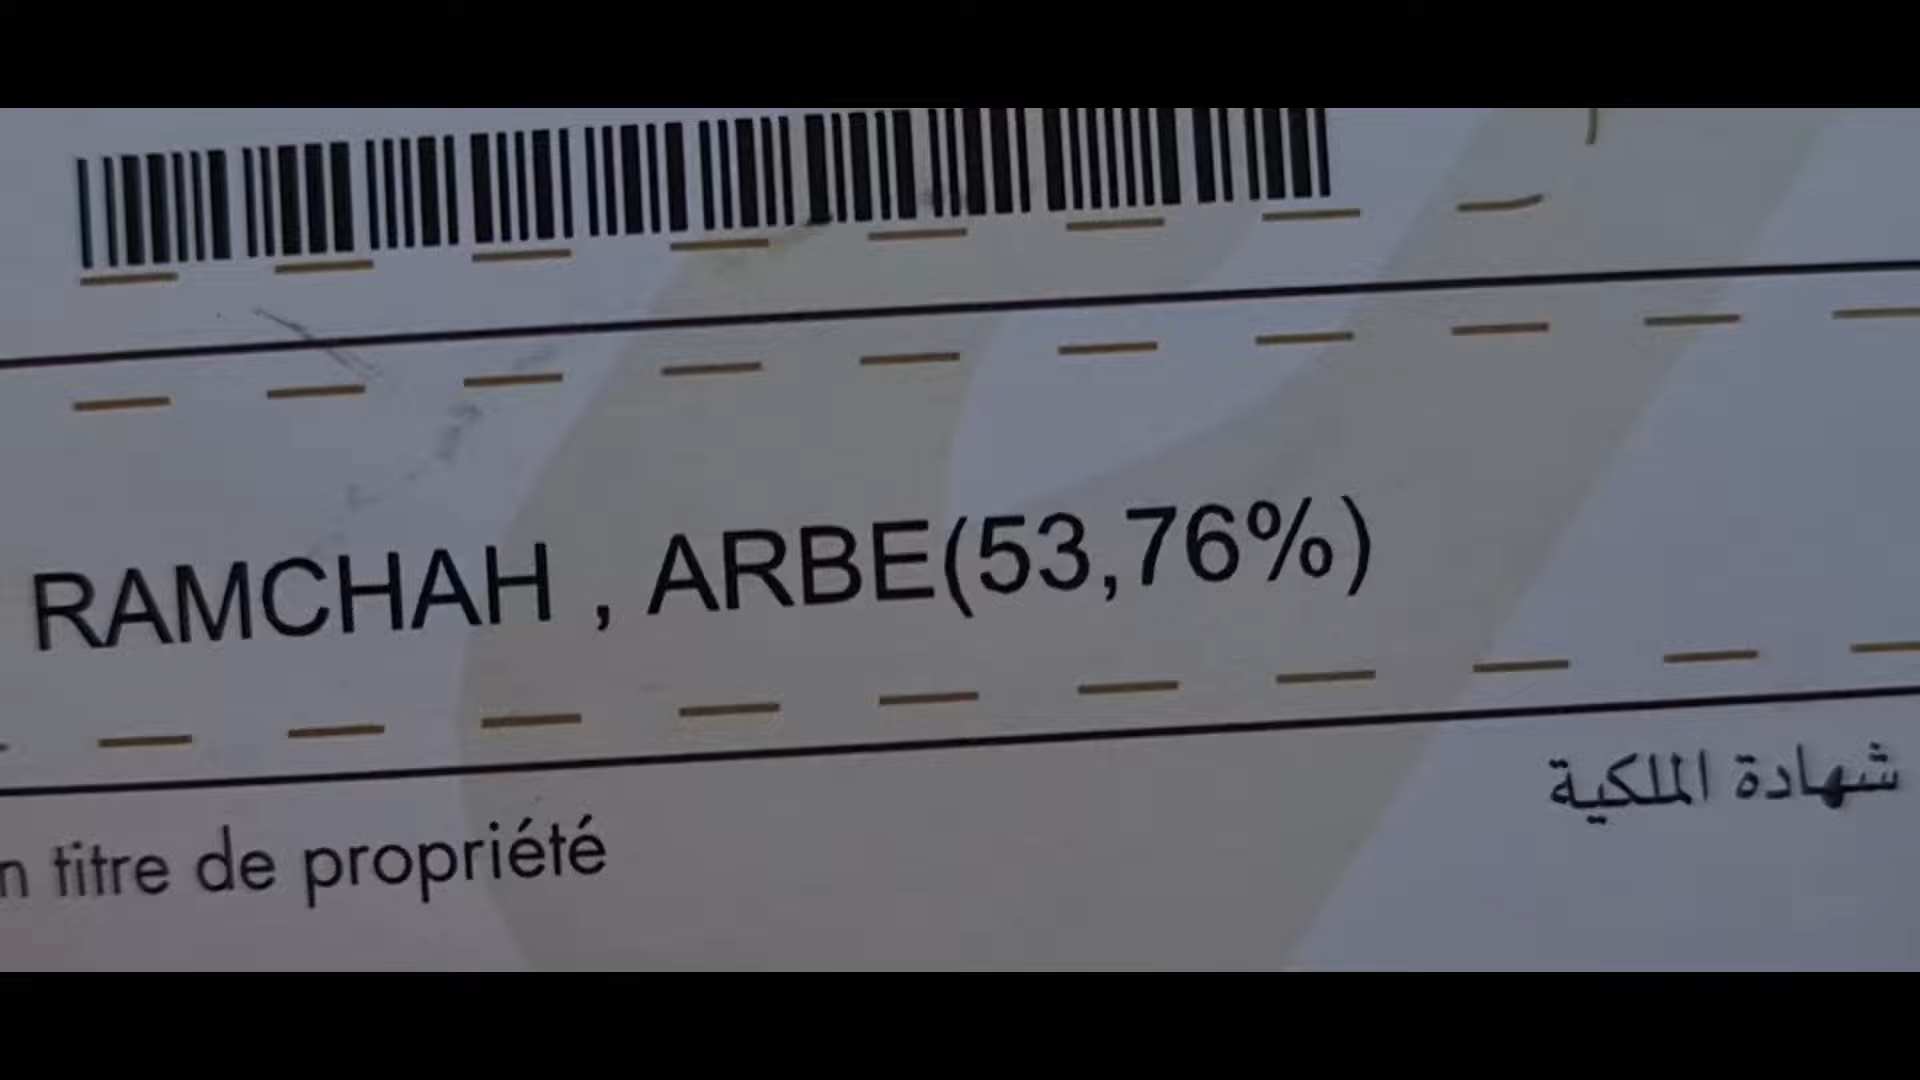 RAMCHAH , ARBE(53,76%)
شهادة الملكية
titre de propriété